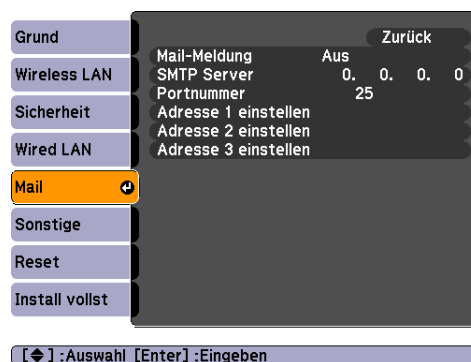 Grund
Wireless LAN
Sicherheit
Wired LAN
Mail
Sonstige
Reset
Install vollst
Zurück
Mail-Meldung Aus
SMTP Server 0. 0. 0. 0
Portnummer 25
Adresse 1 einstellen
Adresse 2 einstellen
Adresse 3 einstellen
[◆] :Auswahl [Enter] :Eingeben